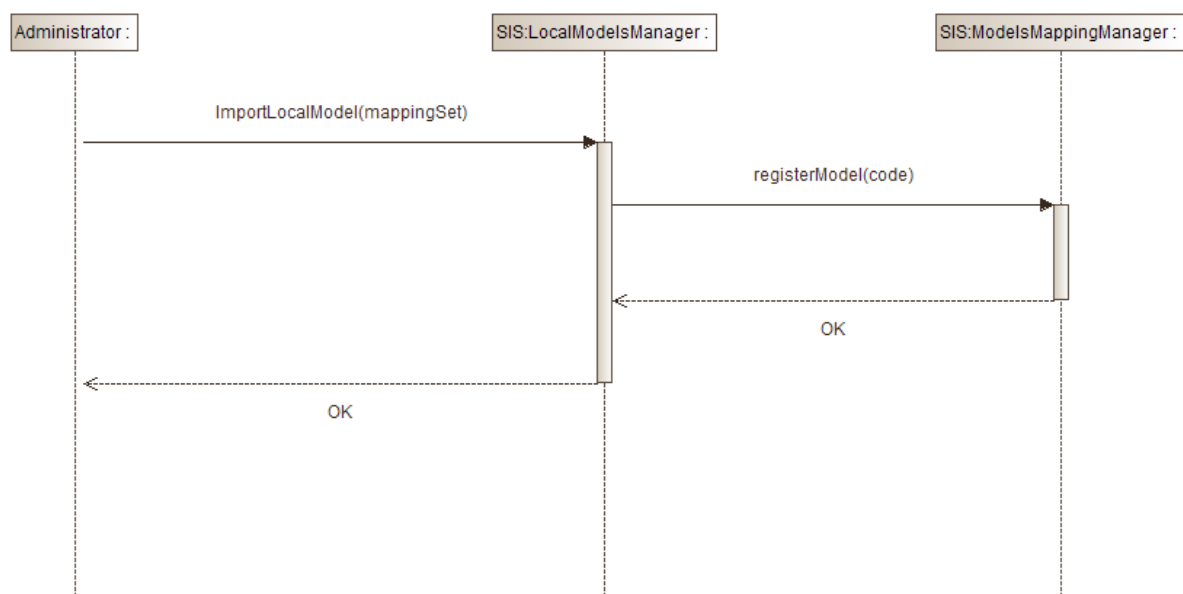 Administrator :
SIS:LocalModelsManager :
SIS:ModelsMappingManager :
ImportLocalModel(mappingSet)
registerModel(code)
OK
OK